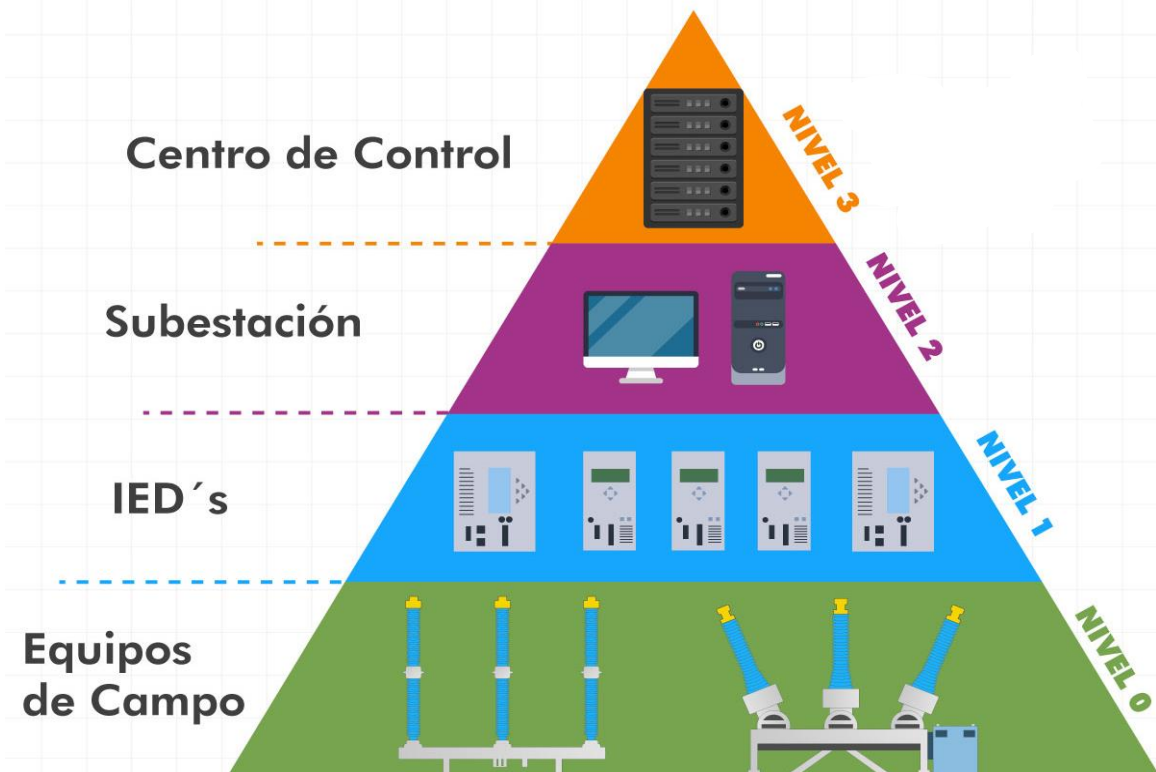 Centro de Control
NIVEL 3
Subestación
NIVEL 2
IED´s
NIVEL 1
Equipos
de Campo
NIVEL 0